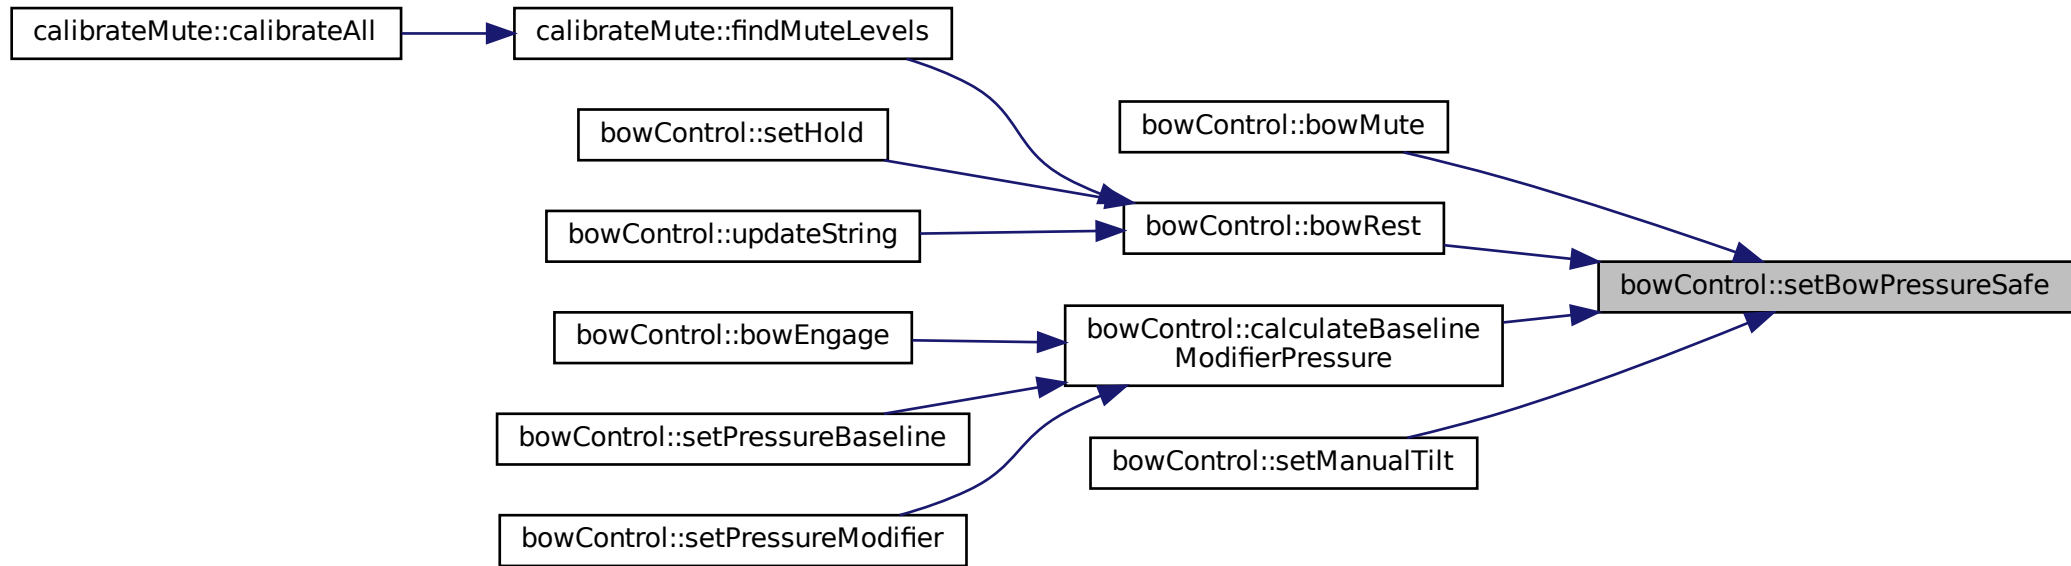 calibrateMute::calibrateAll
calibrateMute::findMuteLevels
bowControl::setHold
bowControl::updateString
bowControl::bowEngage
bowControl::setPressureBaseline
bowControl::setPressureModifier
bowControl::bowMute
bowControl::bowRest
bowControl::calculateBaseline
ModifierPressure
bowControl::setManualTilt
bowControl::setBowPressureSafe